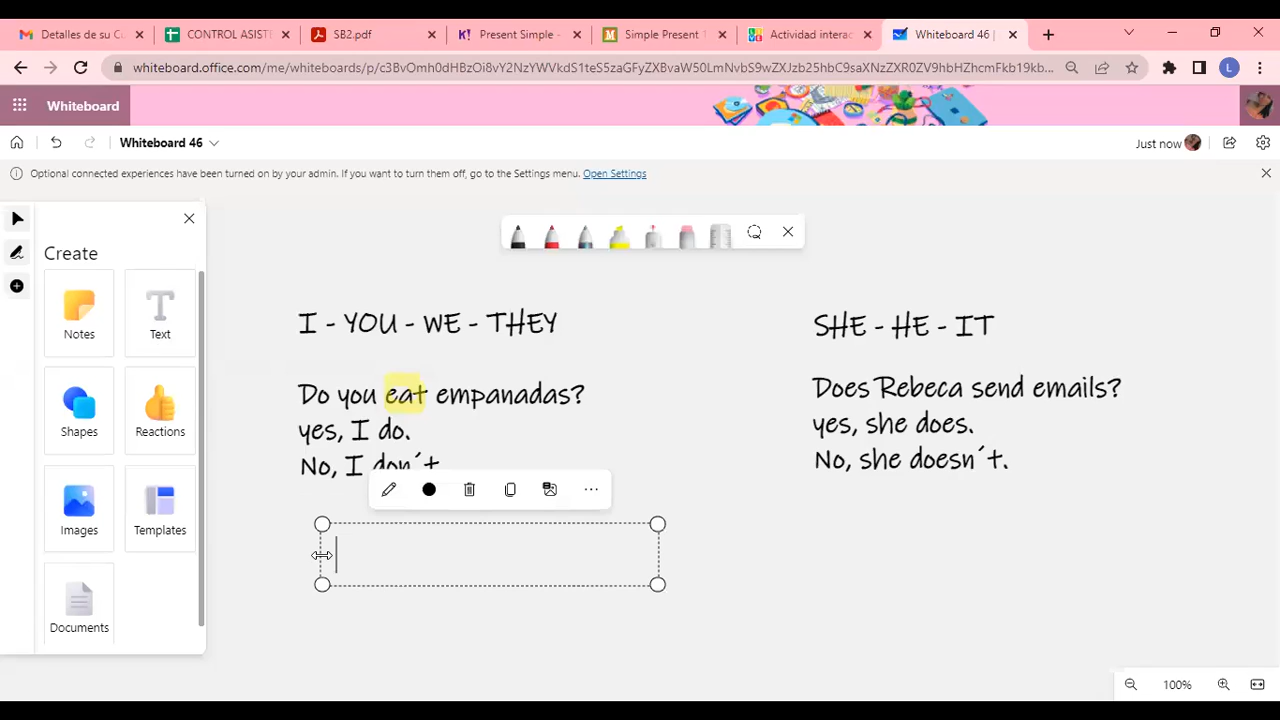 Detalles de su Cu
CONTROL ASIST
SB2.pdf
Present Simple -
Simple Present T
Actividad interac
Whiteboard 46 |
whiteboard.office.com/me/whiteboards/p/c3BvOmh0dHBzOi8vY2NzYWVkdS1teS5zaGFyZXBvaW50LmNvbS9wZXJzb25hbC9saXNzZXR0ZV9hbHZhcmFkb19kb...
Whiteboard
Whiteboard 46
Just now
Optional connected experiences have been turned on by your admin. If you want to turn them off, go to the Settings menu. Open Settings
Create
Notes
Text
Shapes
Reactions
Images
Templates
Documents
I - YOU - WE - THEY
Do you eat empanadas?
yes, I do.
No, I don´t
SHE - HE - IT
Does Rebeca send emails?
yes, she does.
No, she doesn´t.
100%